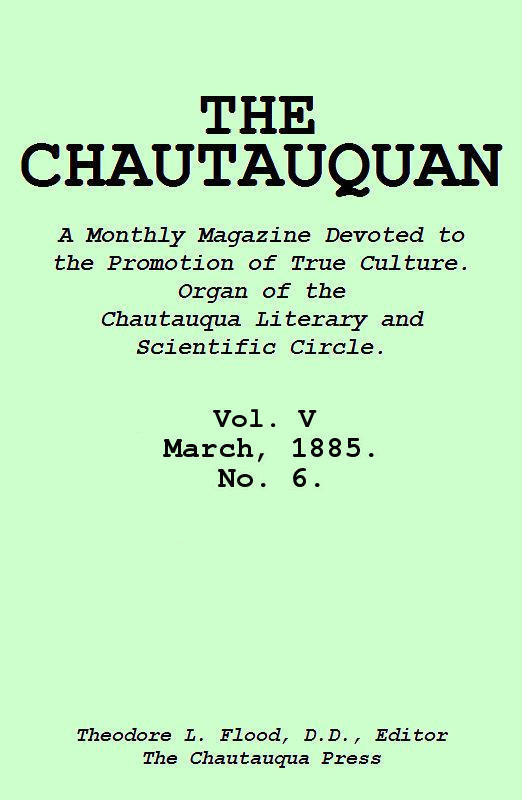 THE
CHAUTAUQUAN
A Monthly Magazine Devoted to
the Promotion of True Culture.
Organ of the
Chautauqua Literary and
Scientific Circle.
Vol. V
March, 1885.
No. 6.
Theodore L. Flood, D.D., Editor
The Chautauqua Press